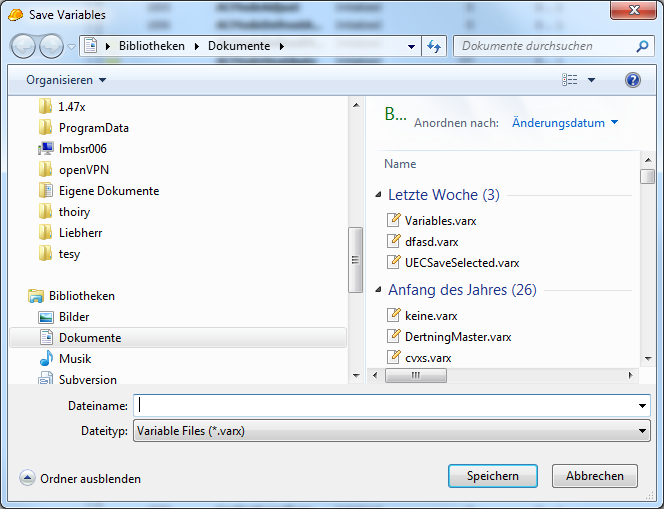 Save Variables
Bibliotheken Dokumente
Dokumente durchsuchen
Organisieren
1.47x
ProgramData
lmbsr006
openVPN
Eigene Dokumente
thoiry
Liebherr
tesy
Bibliotheken
Bilder
Dokumente
Musik
Subversion
B...
Anordnen nach: Änderungsdatum
Name
Letzte Woche (3)
Variables.varx
dfasd.varx
UECSaveSelected.varx
Anfang des Jahres (26)
keine.varx
DertningMaster.varx
cvxs.varx
Dateiname:
Dateityp: Variable Files (*.varx)
Ordner ausblenden
Speichern
Abbrechen